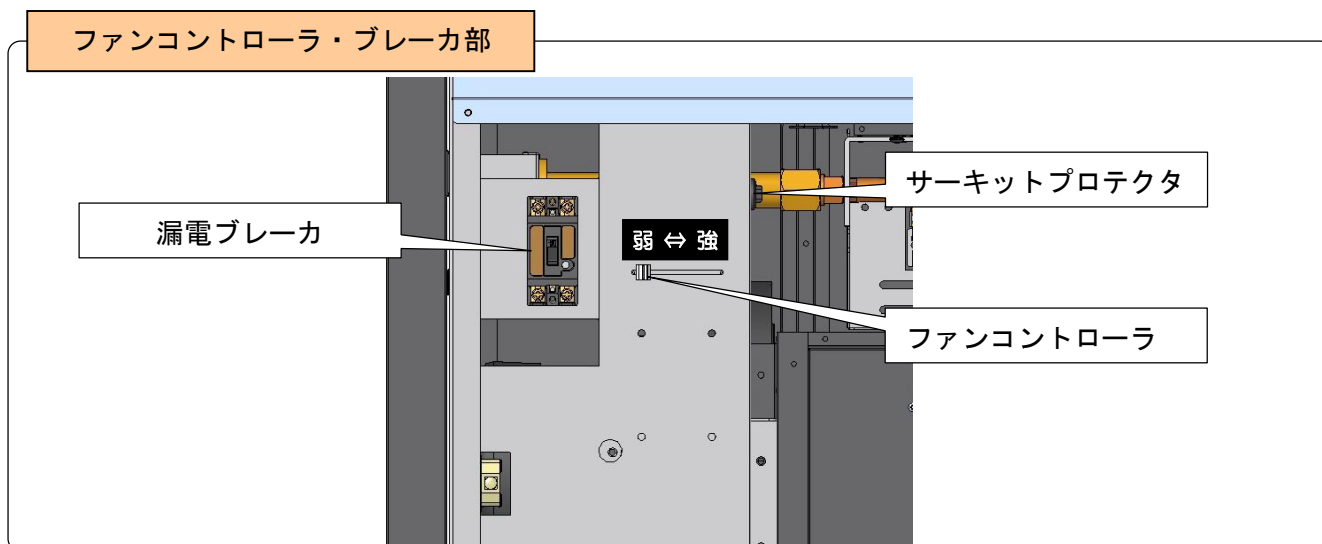 ファンコントローラ・ブレーカ部
サーキットプロテクタ
漏電ブレーカ
弱 ⇔ 強
ファンコントローラ